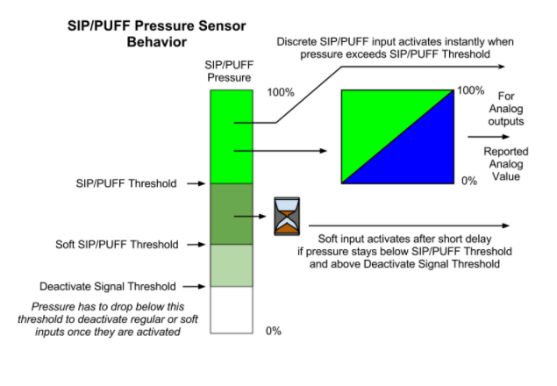 SIP/PUFF Pressure Sensor
Behavior
Discrete SIP/PUFF input activates instantly when
pressure exceeds SIP/PUFF Threshold
SIP/PUFF
Pressure
100%
100%
For
Analog
outputs
Reported
Analog
Value
0%
SIP/PUFF Threshold
Soft SIP/PUFF Threshold
Soft input activates after short delay
if pressure stays below SIP/PUFF Threshold
and above Deactivate Signal Threshold
Deactivate Signal Threshold
Pressure has to drop below this
threshold to deactivate regular or soft
inputs once they are activated
0%